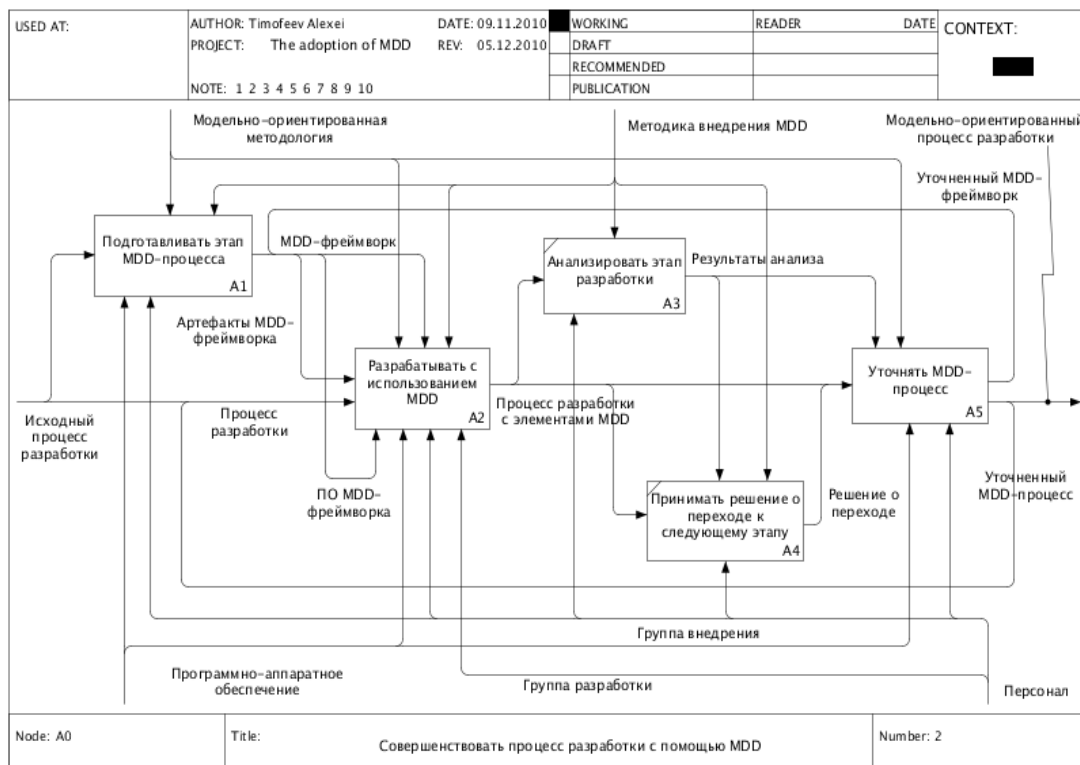 USED AT:
AUTHOR: Timofeev Alexei
DATE: 09.11.2010
PROJECT: The adoption of MDD
REV: 05.12.2010
NOTE: 1 2 3 4 5 6 7 8 9 10
WORKING
DRAFT
RECOMMENDED
PUBLICATION
READER
DATE
CONTEXT:
Модельно-ориентированная
методология
Методика внедрения MDD
Модельно-ориентированный
процесс разработки
Уточненный MDD-
фреймворк
Подготавливать этап
MDD-процесса
A1
MDD-фреймворк
Анализировать этап
разработки
A3
Результаты анализа
Артефакты MDD-
фреймворка
Разрабатывать с
использованием
MDD
A2
Уточнять MDD-
процесс
A5
Исходный
процесс
разработки
Процесс
разработки
Процесс разработки
с элементами MDD
ПО MDD-
фреймворка
Принимать решение о
переходе к
следующему этапу
A4
Решение о
переходе
Уточненный
MDD-процесс
Группа внедрения
Программно-аппаратное
обеспечение
Группа разработки
Персонал
Node: A0
Title:
Совершенствовать процесс разработки с помощью MDD
Number: 2